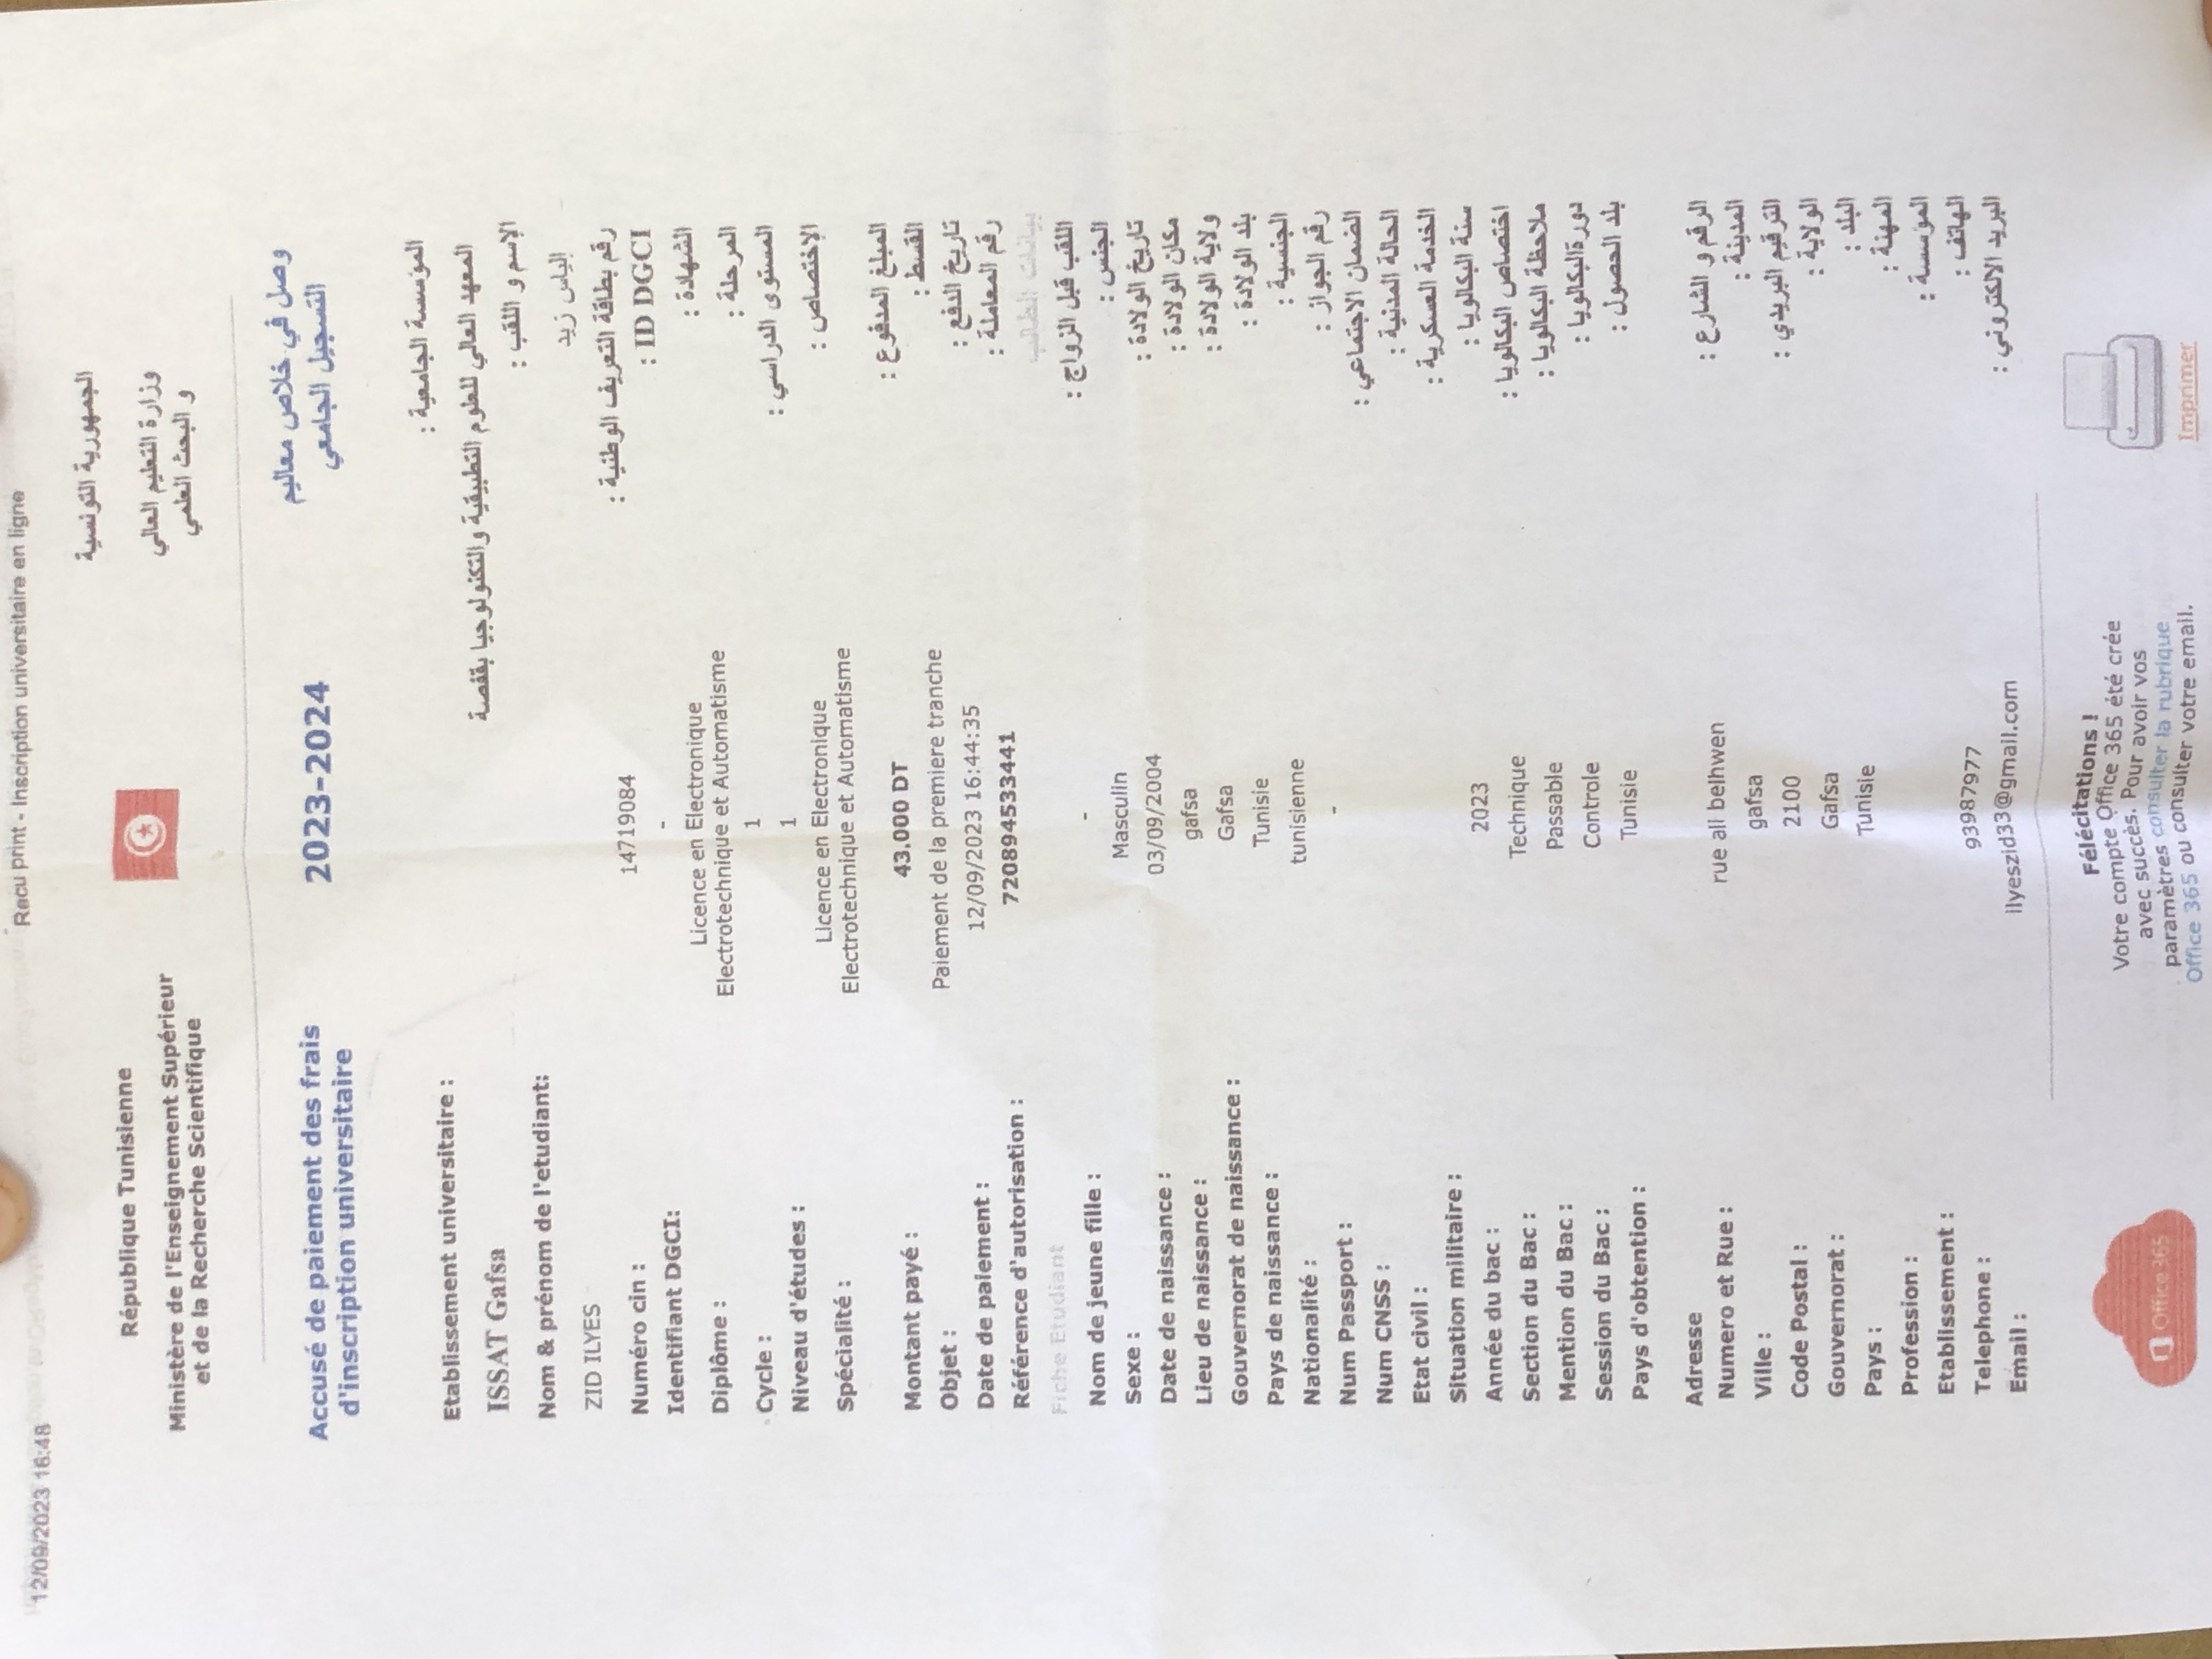 12/09/2023 16:48
Recu print - Inscription universitaire en ligne
République Tunisienne
Ministère de l'Enseignement Supérieur
et de la Recherche Scientifique
الجمهورية التونسية
وزارة التعليم العالي
و البحث العلمي
Accusé de paiement des frais
d'inscription universitaire
2023-2024
وصل في خلاص معاليم
التسجيل الجامعي
المؤسسة الجامعية :
Etablissement universitaire :
المعهد العالي للعلوم التطبيقية والتكنولوجيا بقفصة
ISSAT Gafsa
الإسم و اللقب :
Nom & prénom de l'etudiant:
إلياس زيد
ZID ILYES
Numéro cin : 14719084 رقم بطاقة التعريف الوطنية :
Identifiant DGCI: - ID DGCI :
Diplôme : Licence en Electronique الشهادة :
Electrotechnique et Automatisme
Cycle : 1 المرحلة :
Niveau d'études : 1 المستوى الدراسي :
Spécialité : Licence en Electronique الإختصاص :
Electrotechnique et Automatisme
Montant payé : 43,000 DT المبلغ المدفوع :
Objet : Paiement de la premiere tranche القسط :
Date de paiement : 12/09/2023 16:44:35 تاريخ الدفع :
Référence d'autorisation : 720894533441 رقم المعاملة :
Fiche Etudiant بيانات الطالب
Nom de jeune fille : - اللقب قبل الزواج :
Sexe : Masculin الجنس :
Date de naissance : 03/09/2004 تاريخ الولادة :
Lieu de naissance : gafsa مكان الولادة :
Gouvernorat de naissance : Gafsa ولاية الولادة :
Pays de naissance : Tunisie بلد الولادة :
Nationalité : tunisienne الجنسية :
Num Passport : - رقم الجواز :
Num CNSS : الضمان الاجتماعي :
Etat civil : الحالة المدنية :
Situation militaire : الخدمة العسكرية :
Année du bac : 2023 سنة البكالويا :
Section du Bac : Technique اختصاص البكالويا :
Mention du Bac : Passable ملاحظة البكالويا :
Session du Bac : Controle دورةالبكالويا :
Pays d'obtention : Tunisie بلد الحصول :
Adresse
Numero et Rue : rue ali belhwen الرقم و الشارع :
Ville : gafsa المدينة :
Code Postal : 2100 الترقيم البريدي :
Gouvernorat : Gafsa الولاية :
Pays : Tunisie البلد :
Profession : المهنة :
Etablissement : المؤسسة :
Telephone : 93987977 الهاتف :
Email : ilyeszid33@gmail.com البريد الالكتروني :
Félécitations !
Votre compte Office 365 été crée
avec succès. Pour avoir vos
paramètres consulter la rubrique
Office 365 ou consulter votre email.
Office 365
Imprimer